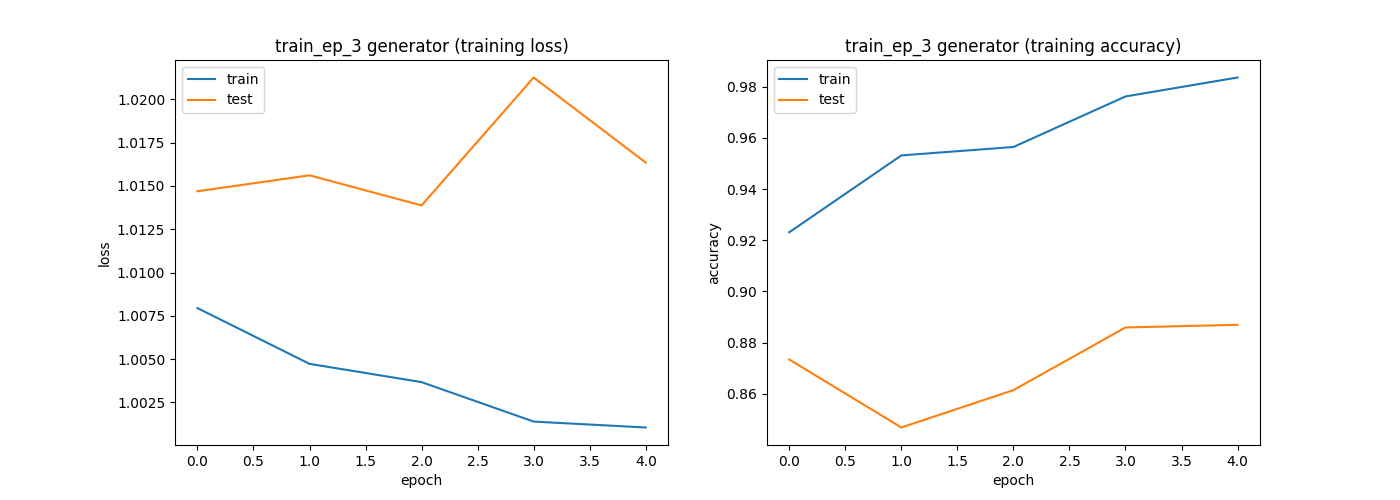 train_ep_3 generator (training loss)
train
test
1.0200
1.0175
1.0150
1.0125
1.0100
1.0075
1.0050
1.0025
loss
0.0 0.5 1.0 1.5 2.0 2.5 3.0 3.5 4.0
epoch
train_ep_3 generator (training accuracy)
train
test
0.98
0.96
0.94
0.92
0.90
0.88
0.86
accuracy
0.0 0.5 1.0 1.5 2.0 2.5 3.0 3.5 4.0
epoch